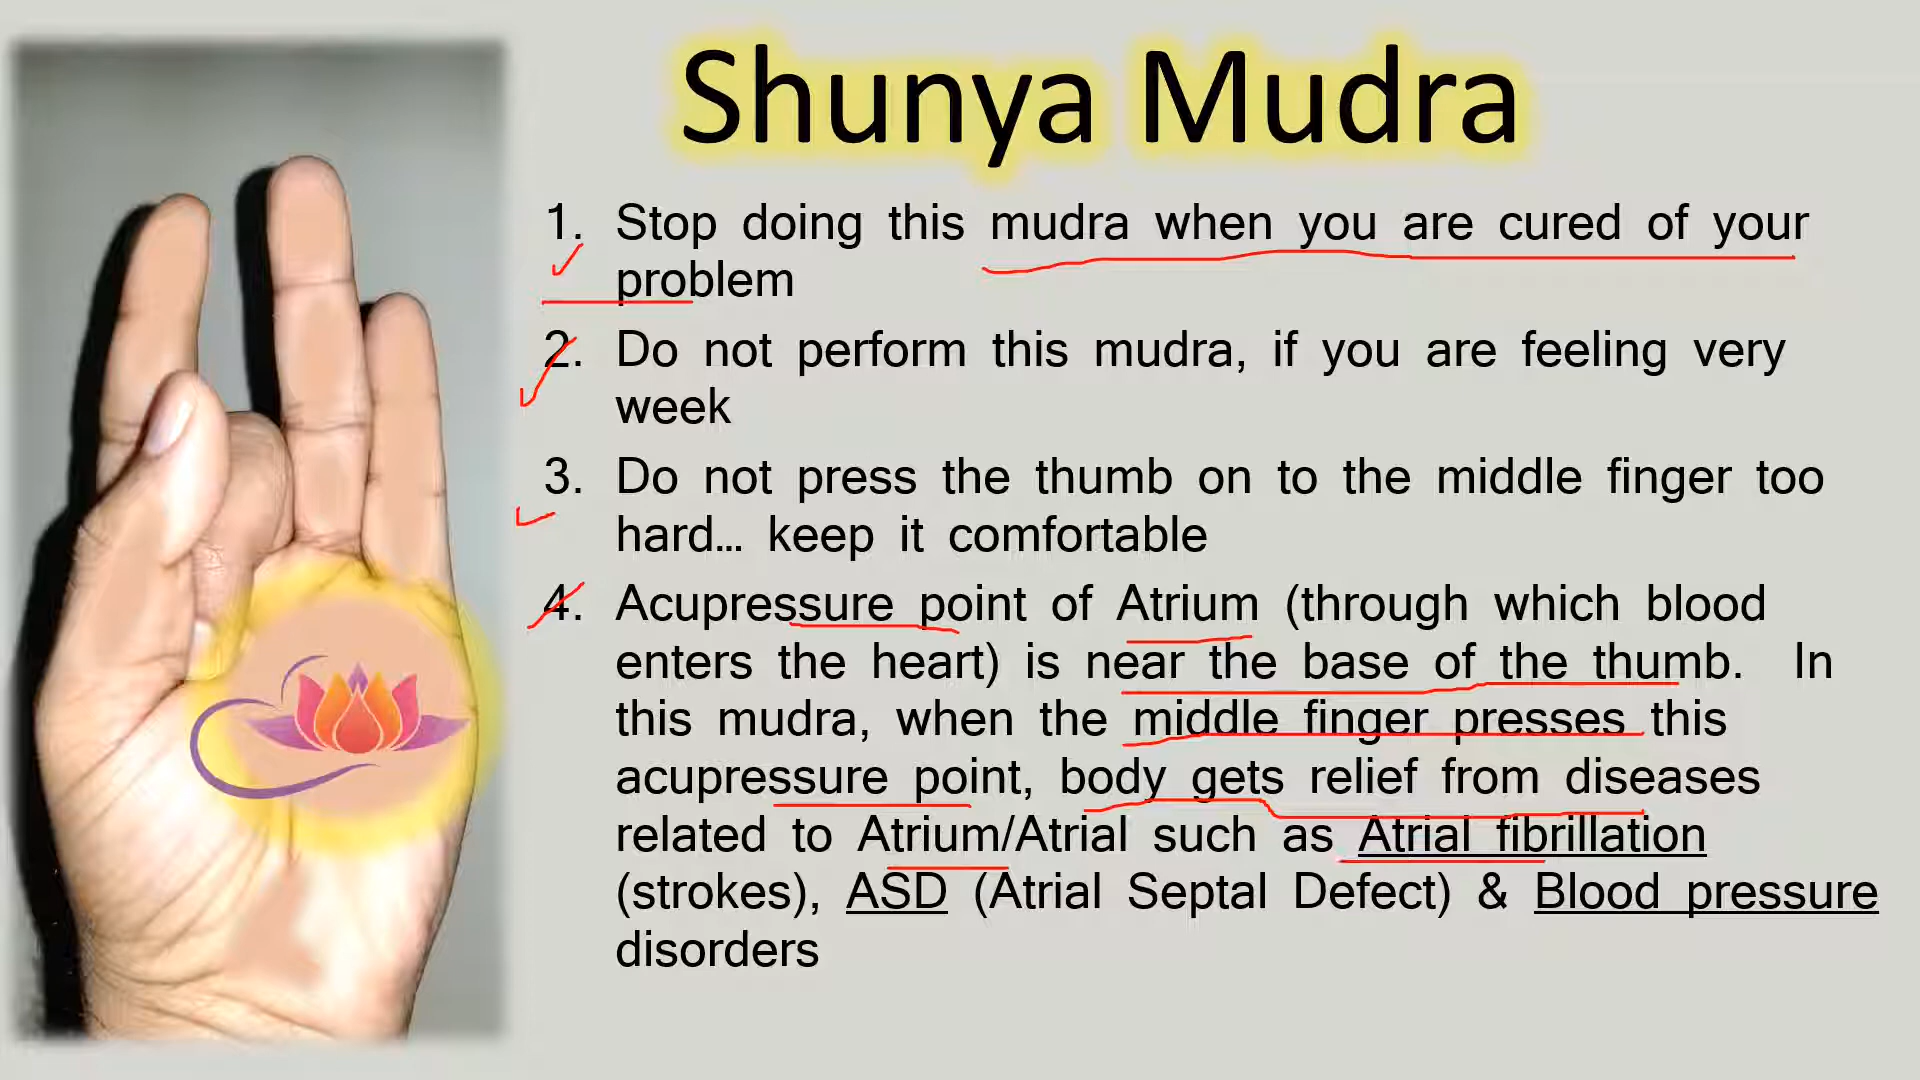 Shunya Mudra
1. Stop doing this mudra when you are cured of your
problem
2. Do not perform this mudra, if you are feeling very
week
3. Do not press the thumb on to the middle finger too
hard... keep it comfortable
4. Acupressure point of Atrium (through which blood
enters the heart) is near the base of the thumb. In
this mudra, when the middle finger presses this
acupressure point, body gets relief from diseases
related to Atrium/Atrial such as Atrial fibrillation
(strokes), ASD (Atrial Septal Defect) & Blood pressure
disorders